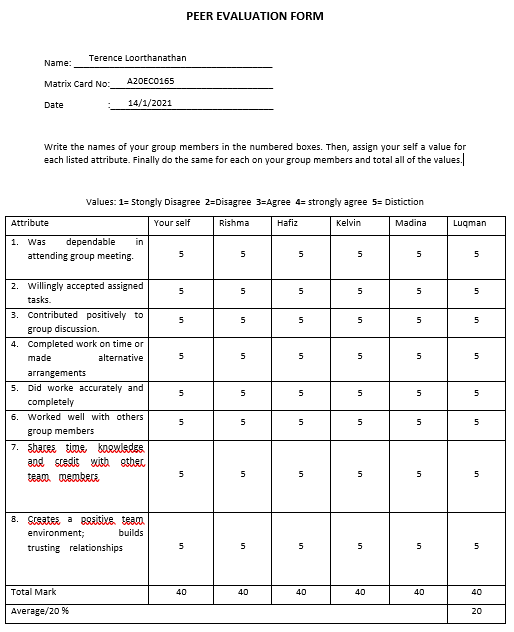 PEER EVALUATION FORM
Name: Terence Loorthanathan
Matrix Card No: A20EC0165
Date : 14/1/2021
Write the names of your group members in the numbered boxes. Then, assign your self a value for
each listed attribute. Finally do the same for each on your group members and total all of the values.
Values: 1= Stongly Disagree 2=Disagree 3=Agree 4= strongly agree 5= Distiction
Attribute Your self Rishma Hafiz Kelvin Madina Luqman
1. Was dependable in
attending group meeting. 5 5 5 5 5 5
2. Willingly accepted assigned
tasks. 5 5 5 5 5 5
3. Contributed positively to
group discussion. 5 5 5 5 5 5
4. Completed work on time or
made alternative
arrangements 5 5 5 5 5 5
5. Did worke accurately and
completely 5 5 5 5 5 5
6. Worked well with others
group members 5 5 5 5 5 5
7. Shares time, knowledge
and credit with other
team members 5 5 5 5 5 5
8. Creates a positive team
environment; builds
trusting relationships 5 5 5 5 5 5
Total Mark 40 40 40 40 40 40
Average/20 % 20